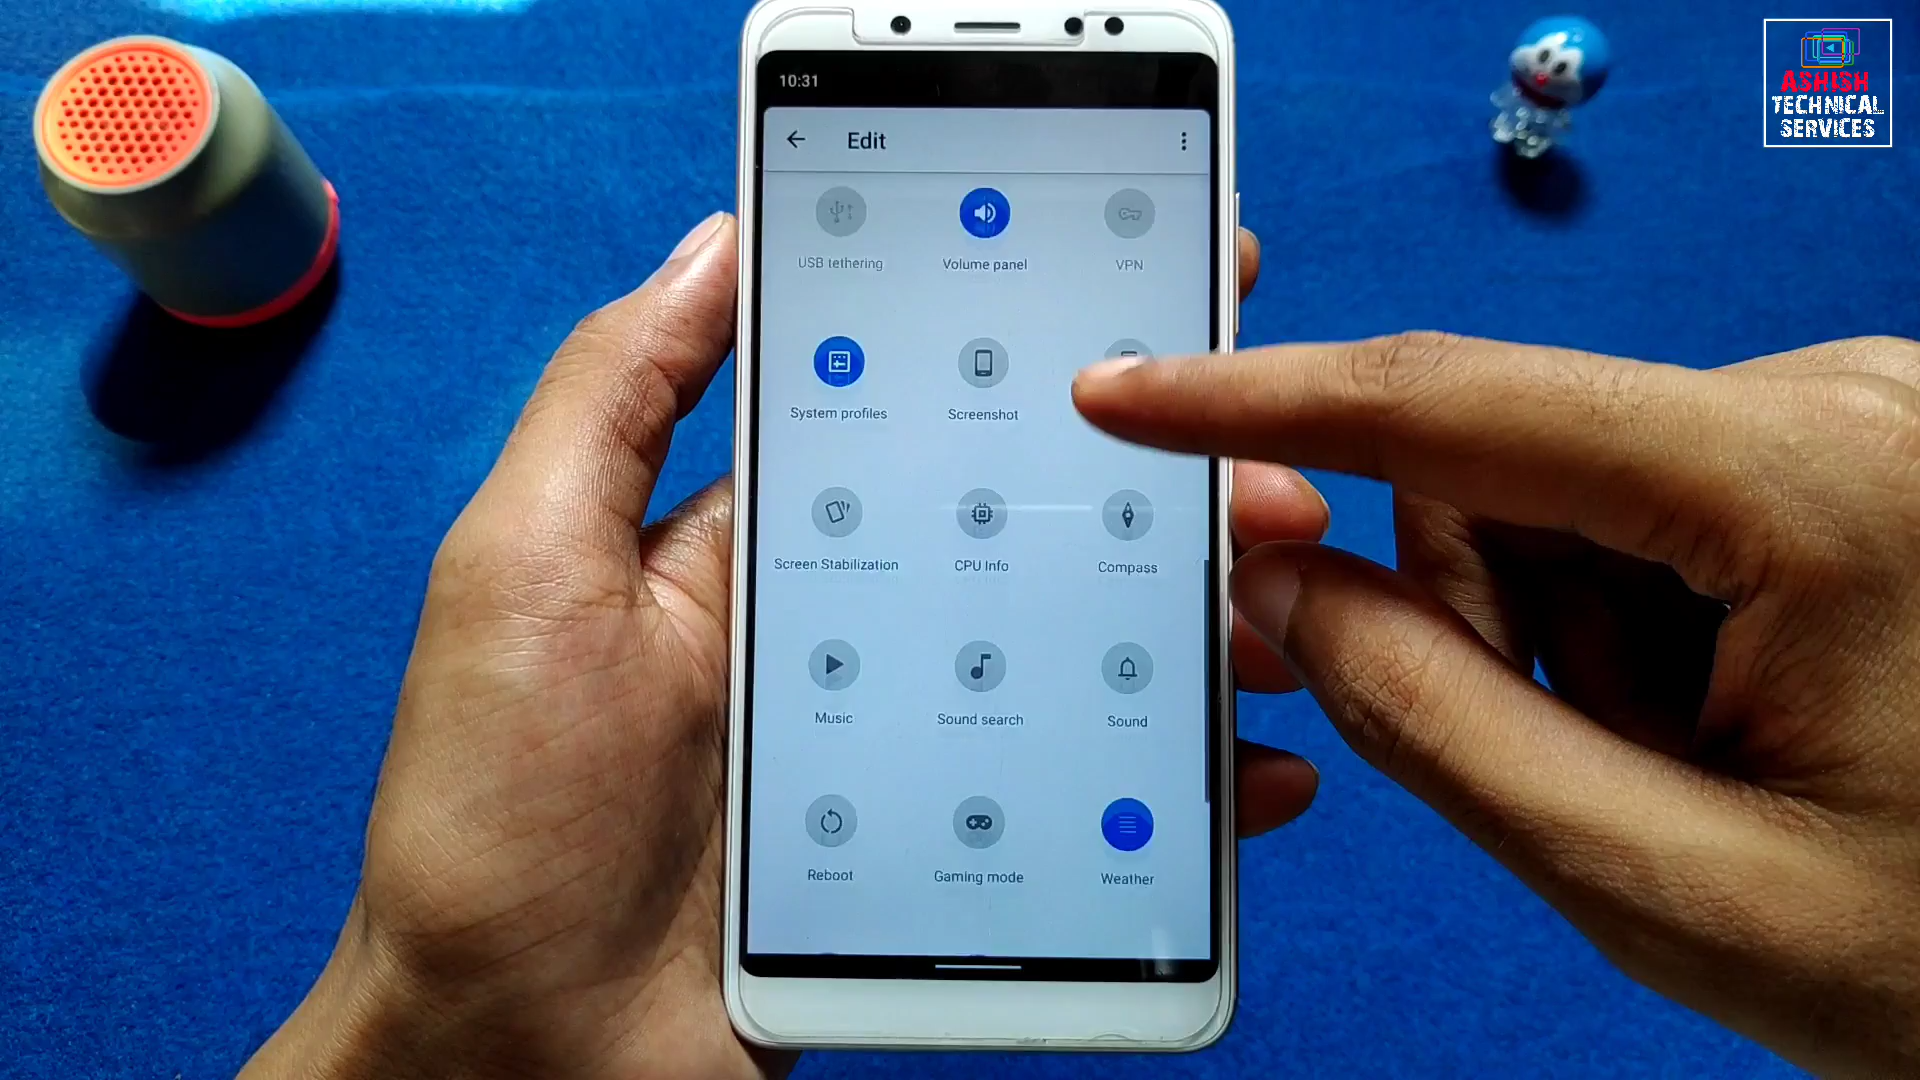 ASHISH
TECHNICAL
SERVICES
10:31
Edit
USB tethering
Volume panel
VPN
System profiles
Screenshot
Screen Stabilization
CPU Info
Compass
Music
Sound search
Sound
Reboot
Gaming mode
Weather